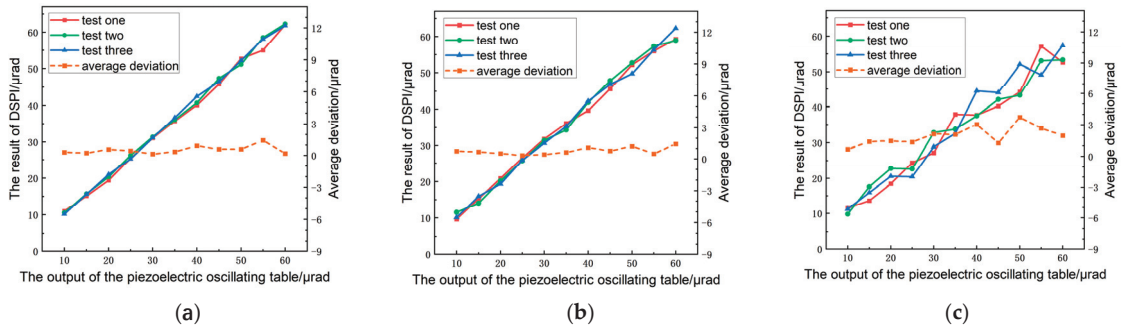 test one
test two
test three
average deviation
The result of DSPI/μrad
60
50
40
30
20
10
0
12
9
6
3
0
−3
−6
−9
Average deviation/μrad
10 20 30 40 50 60
The output of the piezoelectric oscillating table/μrad
(a)
test one
test two
test three
average deviation
The result of DSPI/μrad
60
50
40
30
20
10
0
12
9
6
3
0
−3
−6
−9
Average deviation/μrad
10 20 30 40 50 60
The output of the piezoelectric oscillating table/μrad
(b)
test one
test two
test three
average deviation
The result of DSPI/μrad
60
50
40
30
20
10
0
12
9
6
3
0
−3
−6
−9
Average deviation/μrad
10 20 30 40 50 60
The output of the piezoelectric oscillating table/μrad
(c)